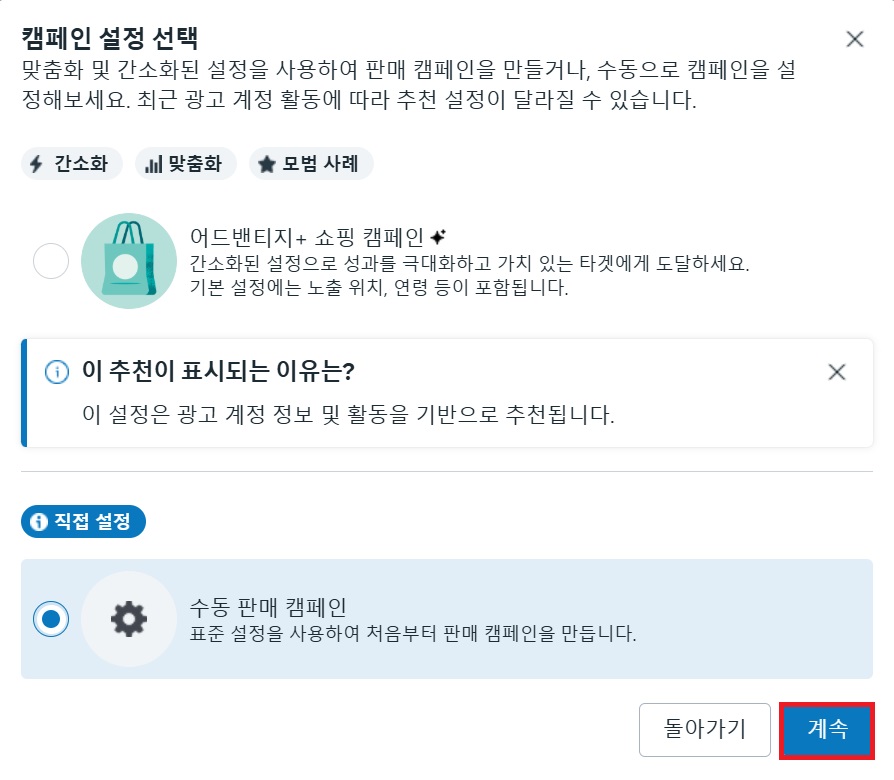 캠페인 설정 선택
맞춤화 및 간소화된 설정을 사용하여 판매 캠페인을 만들거나, 수동으로 캠페인을 설
정해보세요. 최근 광고 계정 활동에 따라 추천 설정이 달라질 수 있습니다.
간소화 맞춤화 모범 사례
어드밴티지+ 쇼핑 캠페인
간소화된 설정으로 성과를 극대화하고 가치 있는 타겟에게 도달하세요.
기본 설정에는 노출 위치, 연령 등이 포함됩니다.
이 추천이 표시되는 이유는?
이 설정은 광고 계정 정보 및 활동을 기반으로 추천됩니다.
직접 설정
수동 판매 캠페인
표준 설정을 사용하여 처음부터 판매 캠페인을 만듭니다.
돌아가기 계속